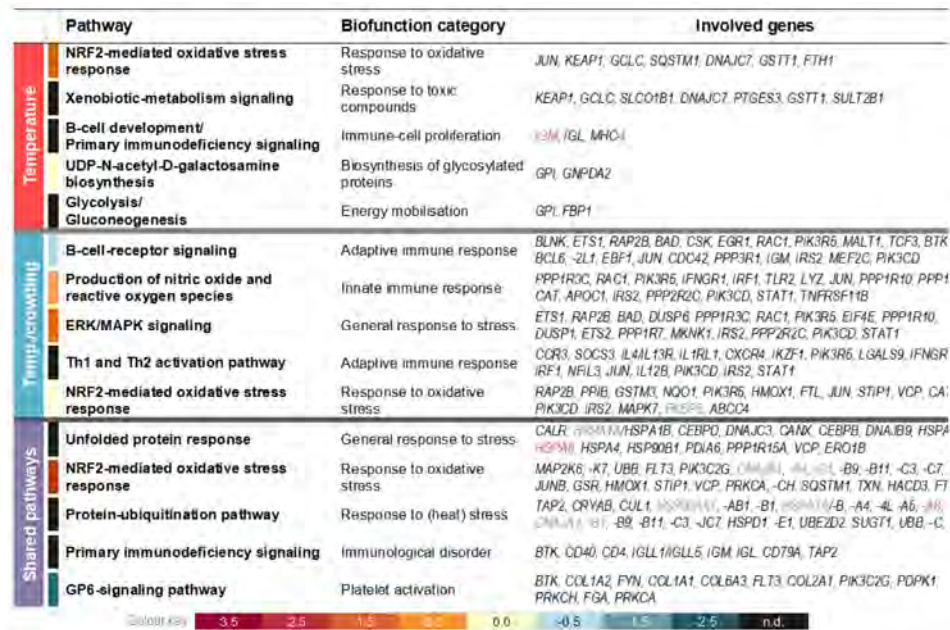 Pathway Biofunction category Involved genes
Temperature
NRF2-mediated oxidative stress response Response to oxidative stress JUN, KEAP1, GCLC, SQSTM1, DNAJC7, GSTT1, FTH1
Xenobiotic-metabolism signaling Response to toxic compounds KEAP1, GCLC, SLCO1B1, DNAJC7, PTGES3, GSTT1, SULT2B1
B-cell development/ Primary immunodeficiency signaling Immune-cell proliferation IGM, IGL,
UDP-N-acetyl-D-galactosamine biosynthesis Biosynthesis of glycosylated proteins GPI, GNPDA2
Glycolysis/ Gluconeogenesis Energy mobilisation GPI, FBP1
Temp./crowding
B-cell-receptor signaling Adaptive immune response BLNK, ETS1, RAP2B, BAD, CSK, EGR1, RAC1, PIK3R5, MALT1, TCF3, BTK
BCL6, -2L1, EBF1, JUN, CDC42, PPP3R1, IGM, IRS2, MEF2C, PIK3CD
Production of nitric oxide and reactive oxygen species Innate immune response PPP1R3C, RAC1, PIK3R5, IFNGR1, IRF1, TLR2, LYZ, JUN, PPP1R10, PPP1
CAT, APOC1, IRS2, PPP2R2C, PIK3CD, STAT1, TNFRSF11B
ERK/MAPK signaling General response to stress ETS1, RAP2B, BAD, DUSP6, PPP1R3C, RAC1, PIK3R5, EIF4E, PPP1R10,
DUSP1, ETS2, PPP1R7, MKNK1, IRS2, PPP2R2C, PIK3CD, STAT1
Th1 and Th2 activation pathway Adaptive immune response CCR3, SOCS3, IL4/IL13R, IL1RL1, CXCR4, IKZF1, PIK3R5, LGALS9, IFNGR
IRF1, NFIL3, JUN, IL12B, PIK3CD, IRS2, STAT1
NRF2-mediated oxidative stress response Response to oxidative stress RAP2B, PPIB, GSTM3, NQO1, PIK3R5, HMOX1, FTL, JUN, STIP1, VCP,
PIK3CD, IRS2, MAPK7, ABCC4
Shared pathways
Unfolded protein response General response to stress CALR, /HSPA1B, CEBPD, DNAJC3, CANX, CEBPB, DNAJB9, HSPA
HSPA4, HSP90B1, PDIA6, PPP1R15A, VCP, ERO1B
NRF2-mediated oxidative stress response Response to oxidative stress MAP2K6, -K7, UBB, FLT3, PIK3C2G, -B9, -B11, -C3, -C7,
JUNB, GSR, HMOX1, STIP1, VCP, PRKCA, -CH, SQSTM1, TXN, HACD3, FT
Protein-ubiquitination pathway Response to (heat) stress TAP2, CRYAB, CUL1, -AB1, -B1, /-B, -A4, -4L, -A5,
-B9, -B11, -C3, -JC7, HSPD1, -E1, UBE2D2, SUGT1, UBB, -C,
Primary immunodeficiency signaling Immunological disorder BTK, CD40, CD4, IGLL1/IGLL5, IGM, IGL, CD79A, TAP2
GP6-signaling pathway Platelet activation BTK, COL1A2, FYN, COL1A1, COL6A3, FLT3, COL2A1, PIK3C2G, PDPK1,
PRKCH, FGA, PRKCA
Colour key 3.5 2.5 1.5 0.0 -0.5 -2.5 n.d.